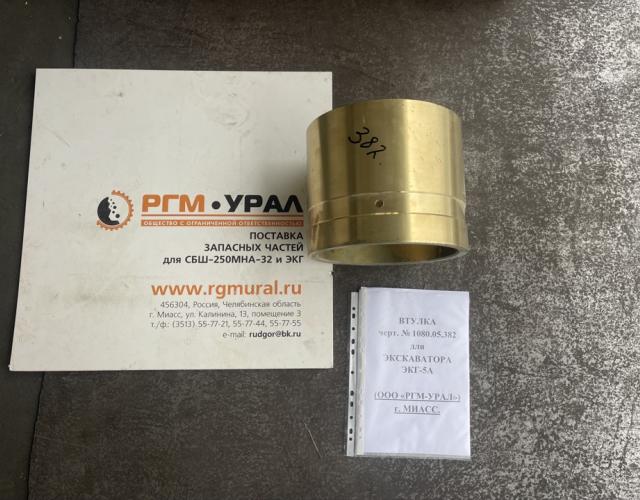 РГМ•УРАЛ
ОБЩЕСТВО С ОГРАНИЧЕННОЙ ОТВЕТСТВЕННОСТЬЮ
ПОСТАВКА
ЗАПАСНЫХ ЧАСТЕЙ
для СБШ-250МНА-32 и ЭКГ
www.rgmural.ru
456304, Россия, Челябинская область
г. Миасс, ул. Калинина, 13, помещение 3
т./ф.: (3513) 55-77-21, 55-77-44, 55-77-55
e-mail: rudgor@bk.ru
382.
ВТУЛКА
черт. № 1080.05.382
для
ЭКСКАВАТОРА
ЭКГ-5А
(ООО «РГМ-УРАЛ»)
г. МИАСС.